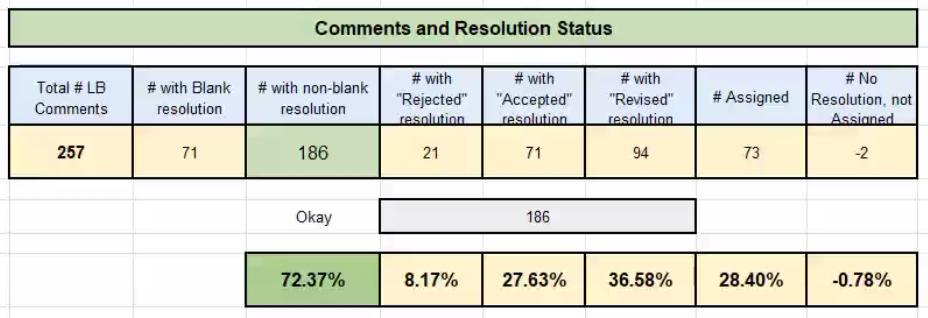 Comments and Resolution Status
Total # LB Comments | # with Blank resolution | # with non-blank resolution | # with "Rejected" resolution | # with "Accepted" resolution | # with "Revised" resolution | # Assigned | # No Resolution, not Assigned
257 | 71 | 186 | 21 | 71 | 94 | 73 | -2
Okay | 186
72.37% | 8.17% | 27.63% | 36.58% | 28.40% | -0.78%